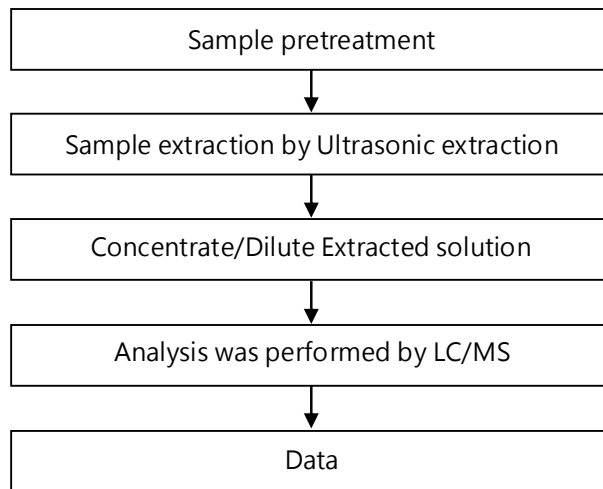 Sample pretreatment
Sample extraction by Ultrasonic extraction
Concentrate/Dilute Extracted solution
Analysis was performed by LC/MS
Data